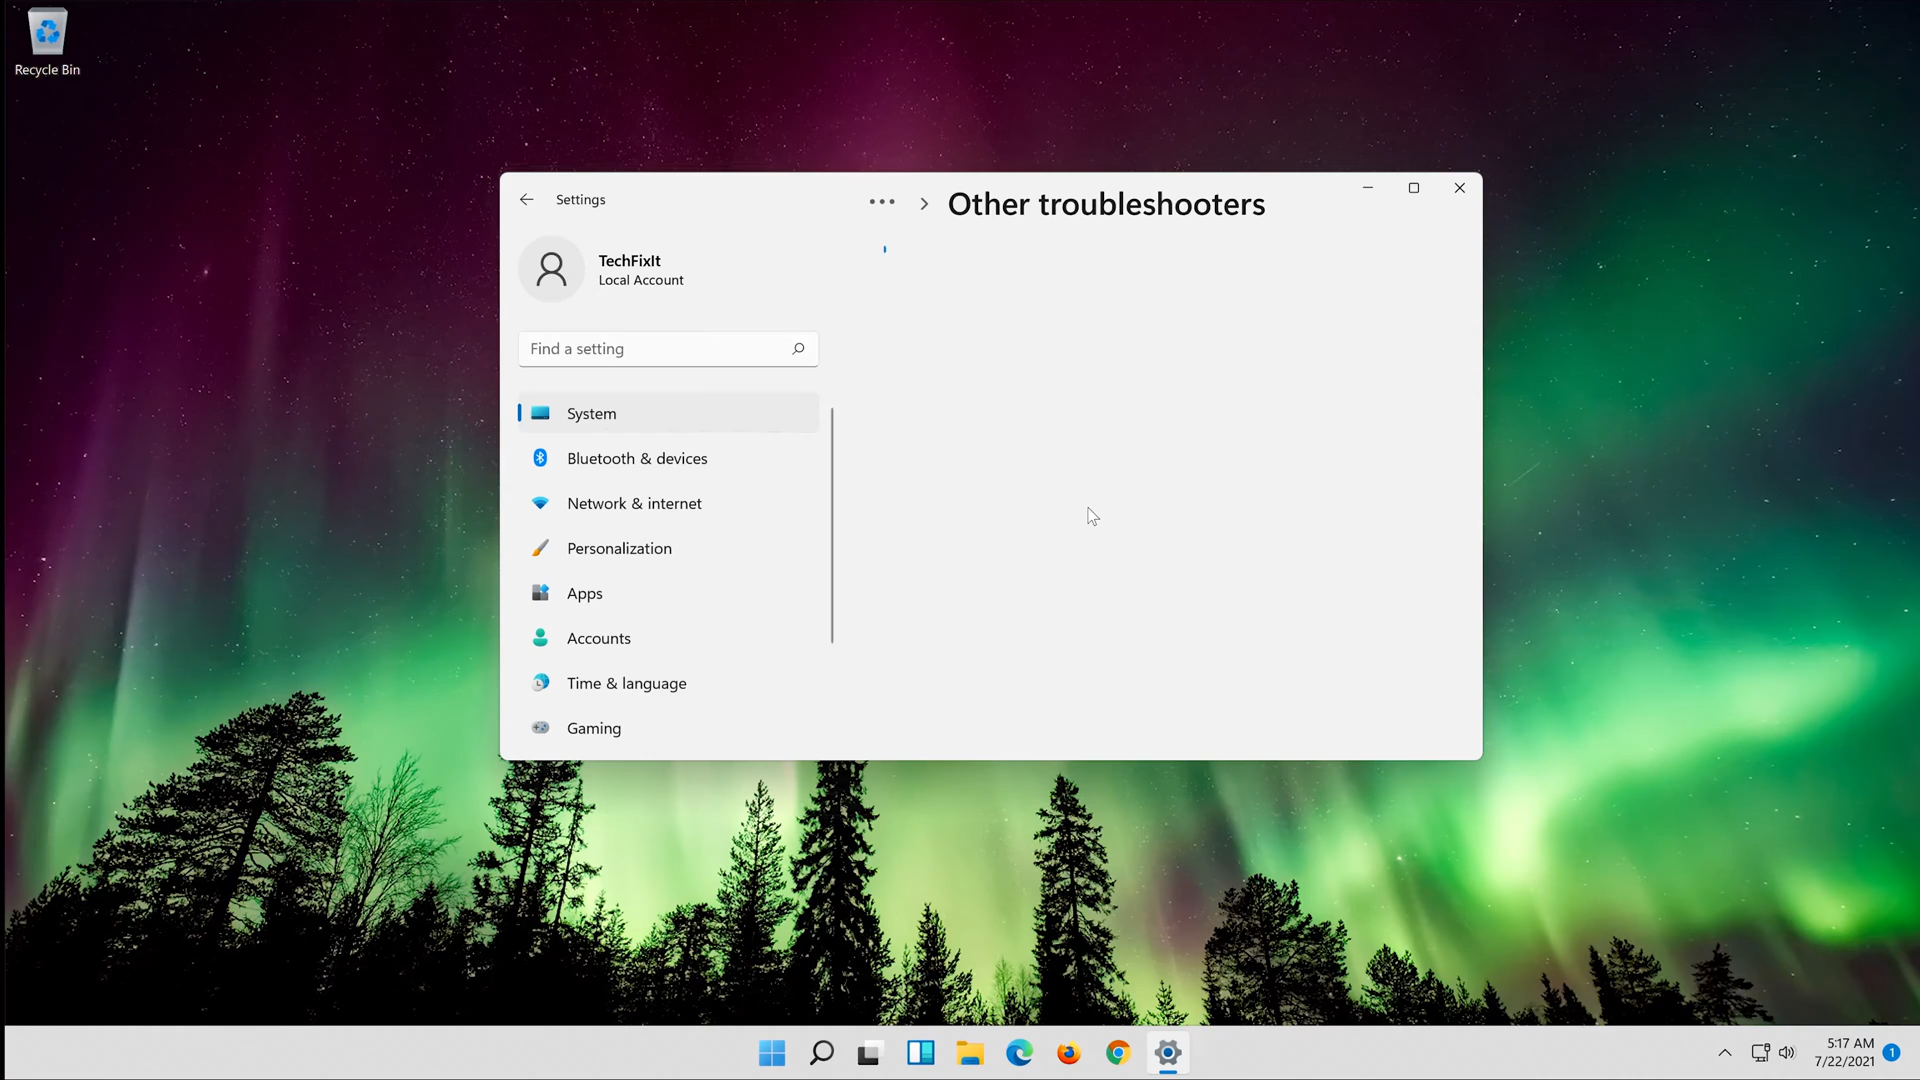 Recycle Bin
Settings
••• > Other troubleshooters
TechFixIt
Local Account
Find a setting
System
Bluetooth & devices
Network & internet
Personalization
Apps
Accounts
Time & language
Gaming
5:17 AM
7/22/2021
1